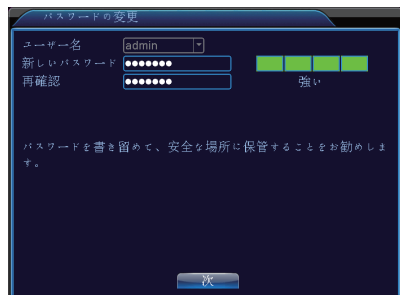 パスワードの変更
ユーザー名 admin
新しいパスワード •••••••
再確認 ••••••• 強い
パスワードを書き留めて、安全な場所に保管することをお勧めしま
す。
次